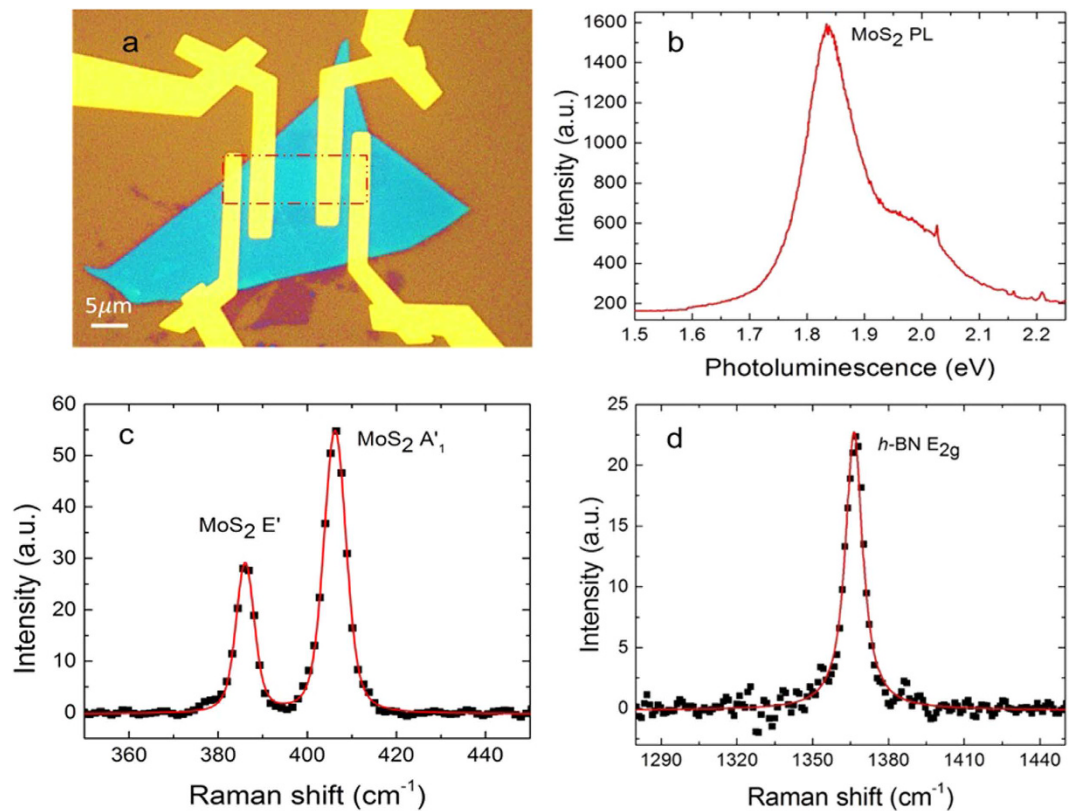 a
5μm
b
MoS₂ PL
Intensity (a.u.)
1600
1400
1200
1000
800
600
400
200
1.5 1.6 1.7 1.8 1.9 2.0 2.1 2.2
Photoluminescence (eV)
c
MoS₂ E'
MoS₂ A'₁
Intensity (a.u.)
60
50
40
30
20
10
0
360 380 400 420 440
Raman shift (cm⁻¹)
d
h-BN E₂g
Intensity (a.u.)
25
20
15
10
5
0
1290 1320 1350 1380 1410 1440
Raman shift (cm⁻¹)